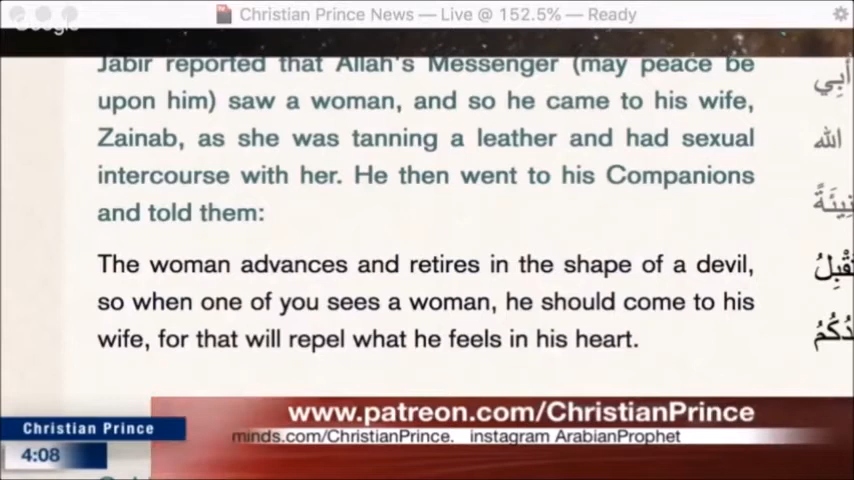 Christian Prince News — Live @ 152.5% — Ready
Google
Jabir reported that Allah's Messenger (may peace be
upon him) saw a woman, and so he came to his wife,
Zainab, as she was tanning a leather and had sexual
intercourse with her. He then went to his Companions
and told them:
The woman advances and retires in the shape of a devil,
so when one of you sees a woman, he should come to his
wife, for that will repel what he feels in his heart.
أبي
الله
www.patreon.com/ChristianPrince
Christian Prince
minds.com/ChristianPrince. instagram ArabianProphet
4:08